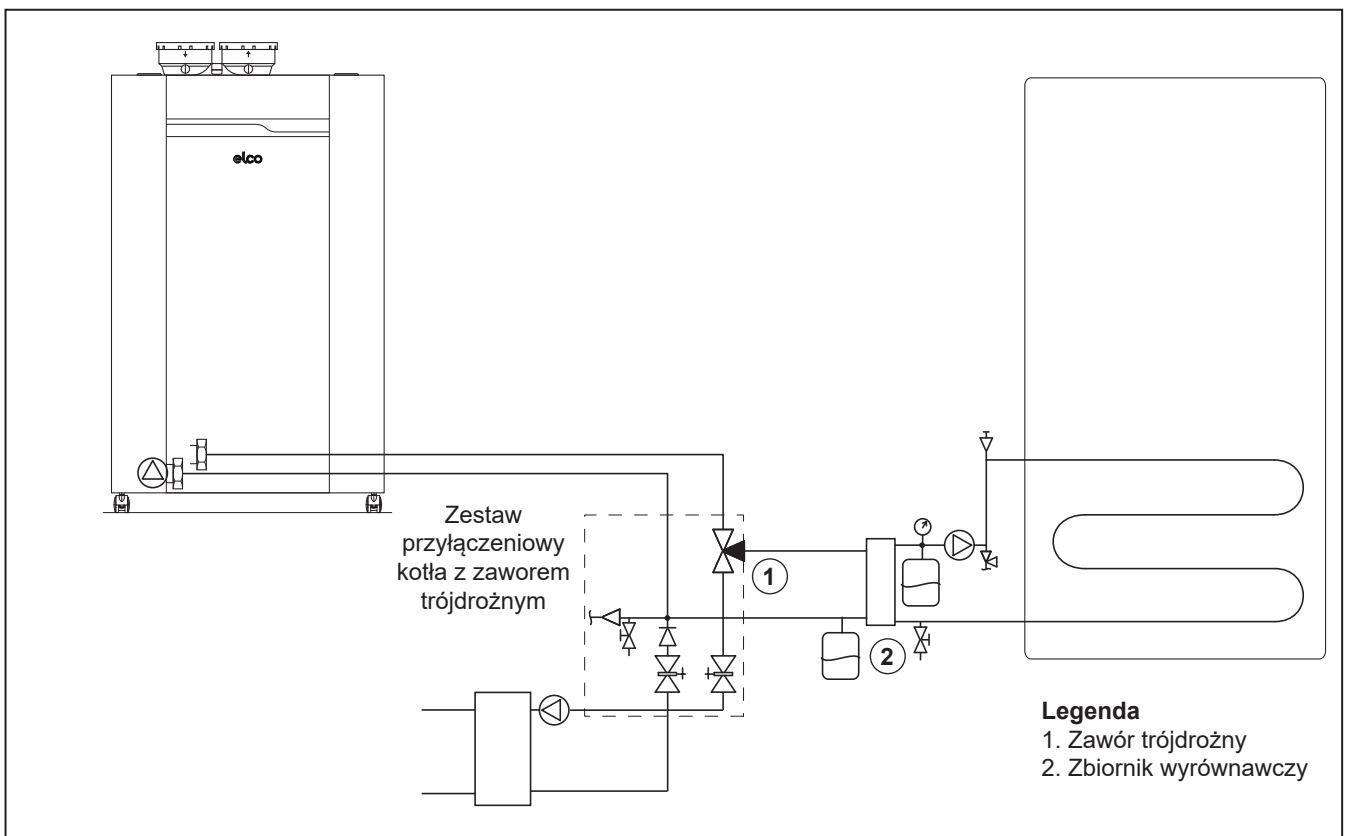 elco
Zestaw
przyłączeniowy
kotła z zaworem
trójdrożnym
1
2
Legenda
1. Zawór trójdrożny
2. Zbiornik wyrównawczy